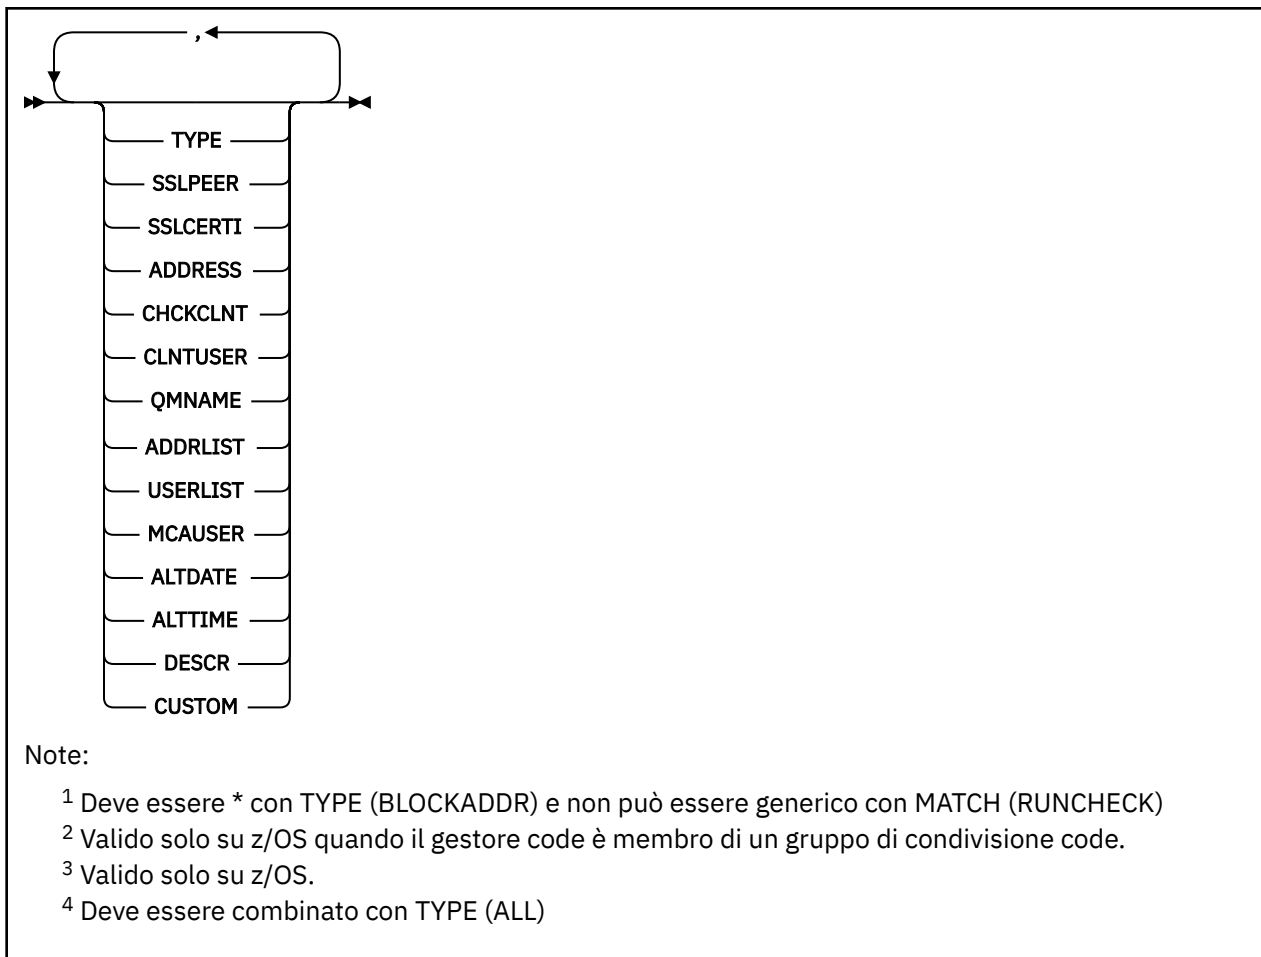 ,
TYPE
SSLPEER
SSLCERTI
ADDRESS
CHCKCLNT
CLNTUSER
QMNAME
ADDRLIST
USERLIST
MCAUSER
ALTDATE
ALTTIME
DESCR
CUSTOM
Note:
1 Deve essere * con TYPE (BLOCKADDR) e non può essere generico con MATCH (RUNCHECK)
2 Valido solo su z/OS quando il gestore code è membro di un gruppo di condivisione code.
3 Valido solo su z/OS.
4 Deve essere combinato con TYPE (ALL)